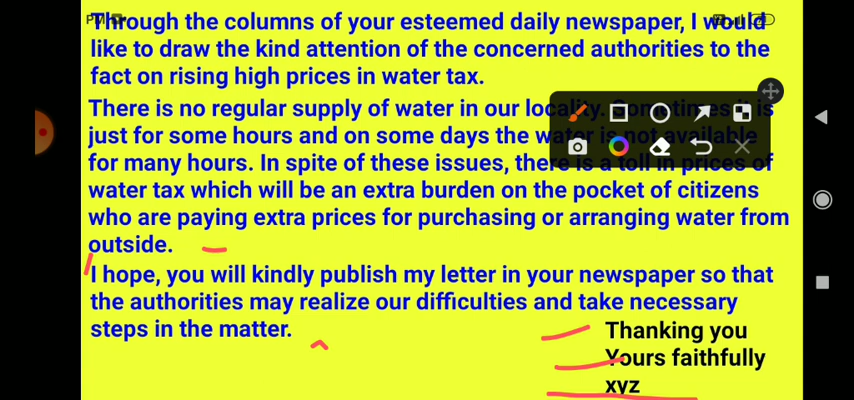 Through the columns of your esteemed daily newspaper, I would
like to draw the kind attention of the concerned authorities to the
fact on rising high prices in water tax.
There is no regular supply of water in our locality. Sometimes it is
just for some hours and on some days the water is not available
for many hours. In spite of these issues, there is a toll in prices of
water tax which will be an extra burden on the pocket of citizens
who are paying extra prices for purchasing or arranging water from
outside.
I hope, you will kindly publish my letter in your newspaper so that
the authorities may realize our difficulties and take necessary
steps in the matter.
Thanking you
Yours faithfully
xyz